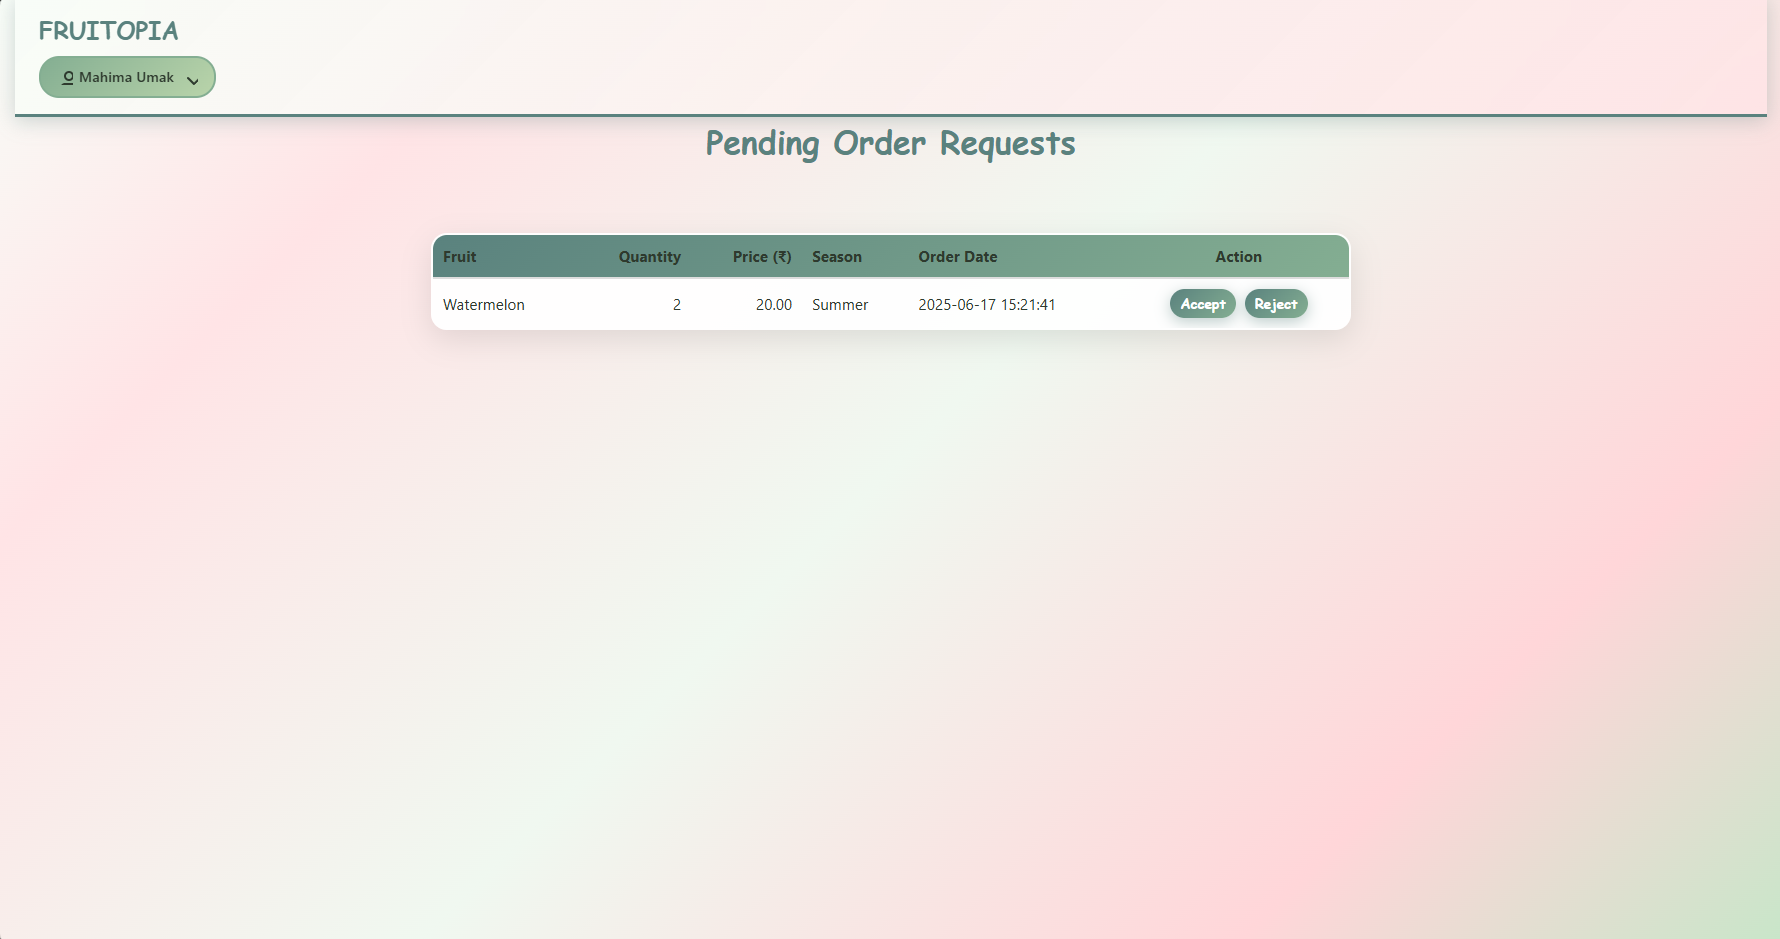 FRUITOPIA
Mahima Umak
Pending Order Requests
Fruit Quantity Price (₹) Season Order Date Action
Watermelon 2 20.00 Summer 2025-06-17 15:21:41 Accept Reject